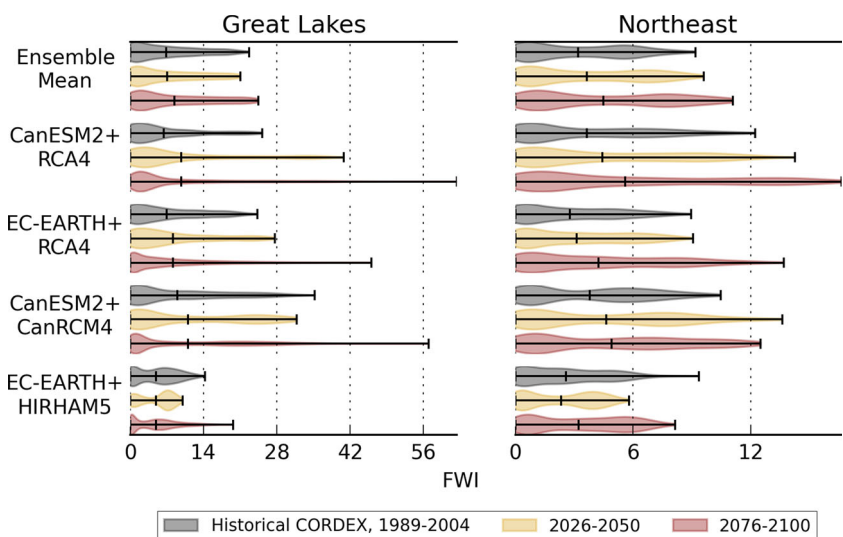 Great Lakes
Northeast
Ensemble
Mean
CanESM2+
RCA4
EC-EARTH+
RCA4
CanESM2+
CanRCM4
EC-EARTH+
HIRHAM5
0 14 28 42 56
0 6 12
FWI
Historical CORDEX, 1989-2004 2026-2050 2076-2100